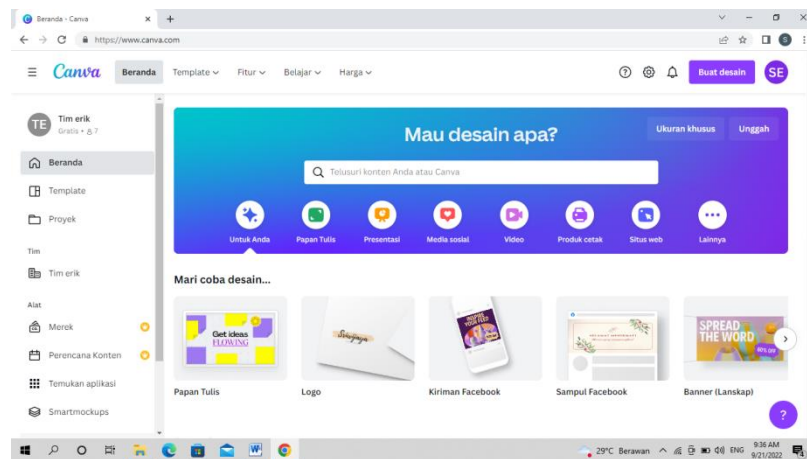 Beranda - Canva
https://www.canva.com
Canva Beranda Template Fitur Belajar Harga Buat desain SE
TE Tim erik
Gratis • 7
Beranda
Template
Proyek
Tim
Tim erik
Alat
Merek
Perencana Konten
Temukan aplikasi
Smartmockups
Mau desain apa?
Ukuran khusus Unggah
Telusuri konten Anda atau Canva
Untuk Anda Papan Tulis Presentasi Media sosial Video Produk cetak Situs web Lainnya
Mari coba desain...
Get ideas
FLOWING
INSPIRE
YOUR FEED
SPREAD
THE WORD
Papan Tulis Logo Kiriman Facebook Sampul Facebook Banner (Lanskap)
?
29°C Berawan ENG 9:36 AM
9/21/2022